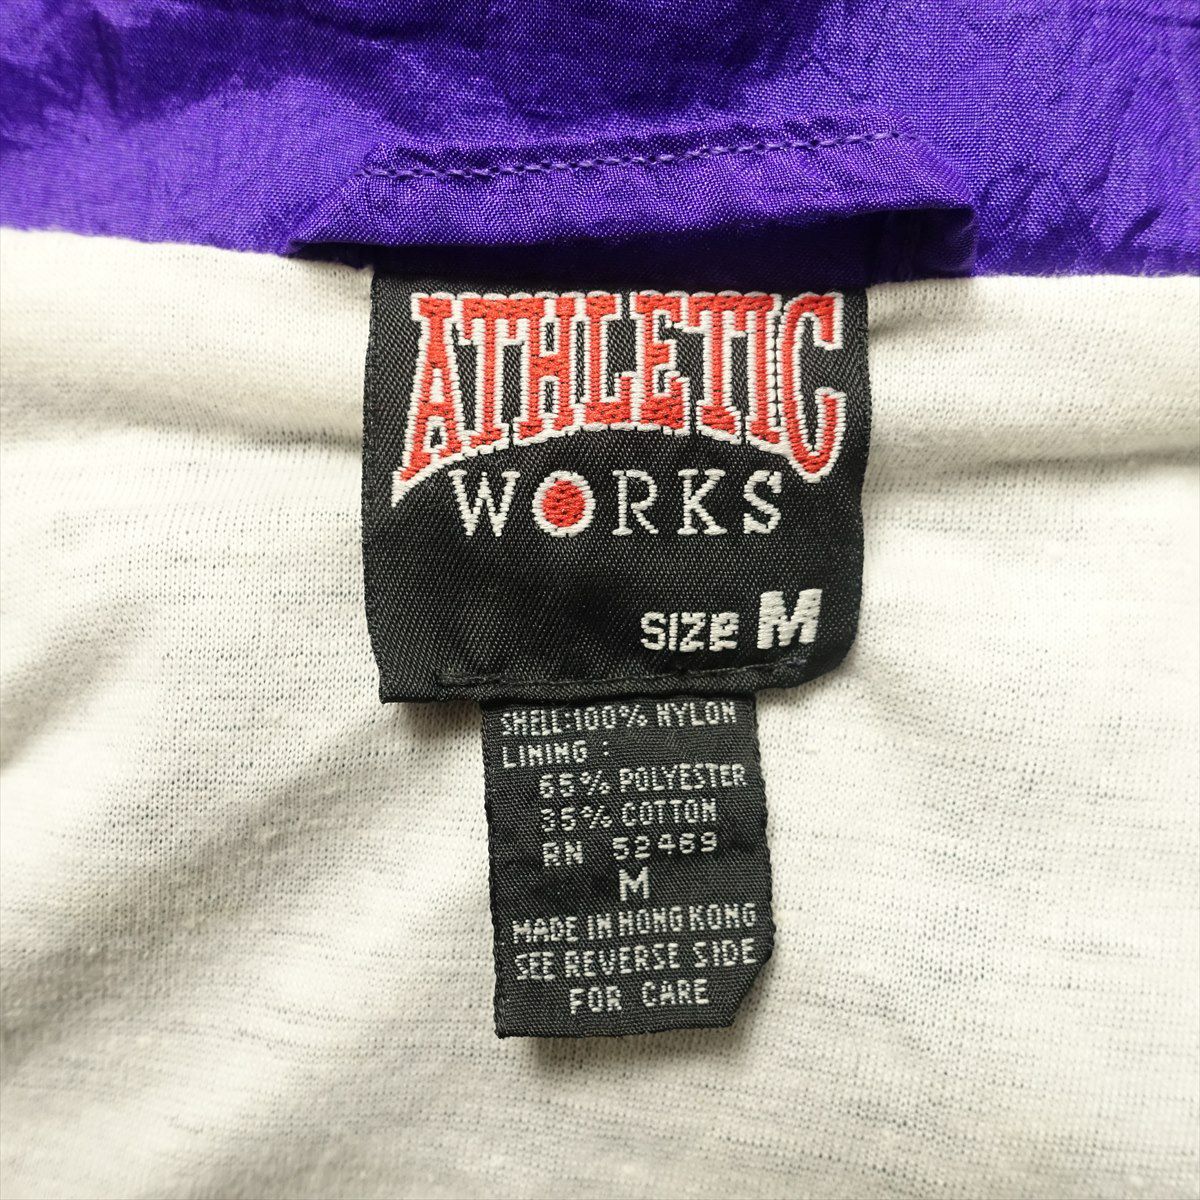 ATHLETIC
WORKS
SIZE M
SHELL:100% NYLON
LINING :
65% POLYESTER
35% COTTON
RN 52469
M
MADE IN HONG KONG
SEE REVERSE SIDE
FOR CARE